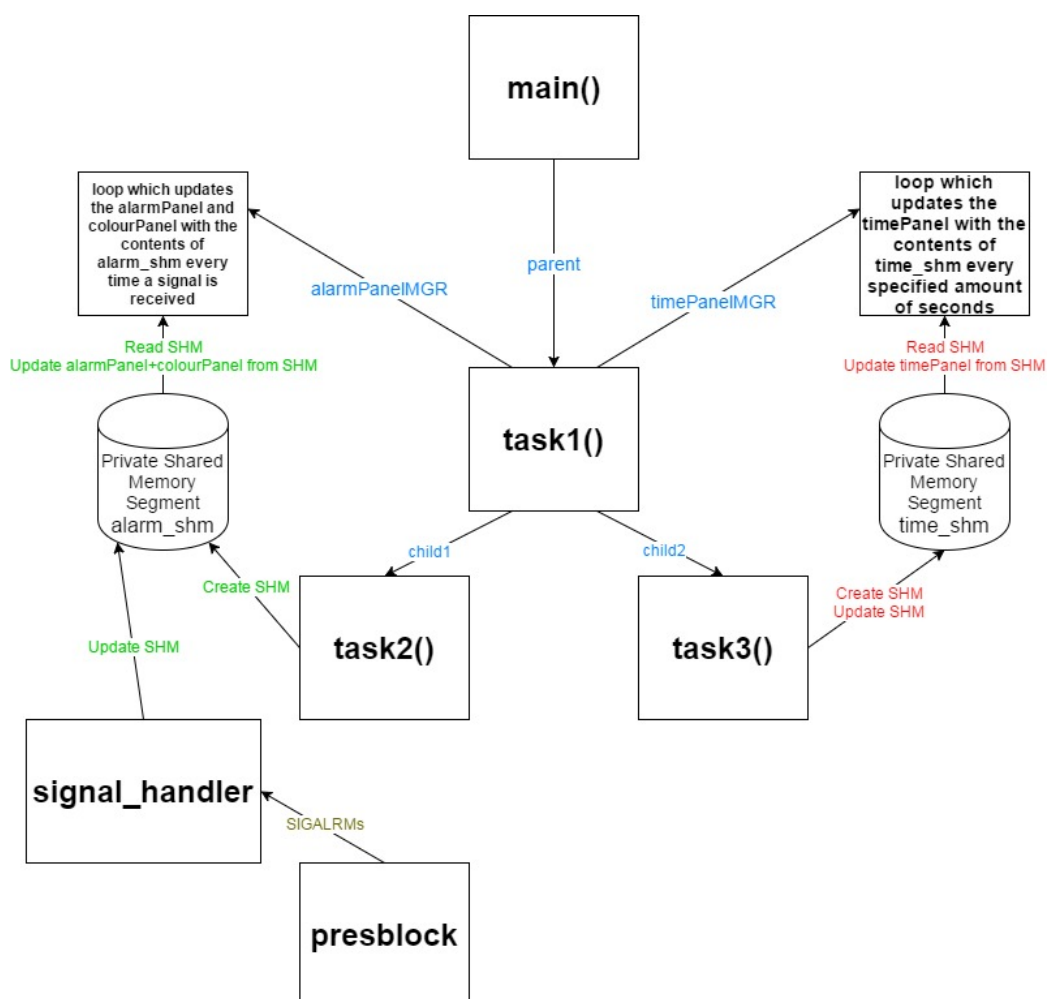 main()
loop which updates
the alarmPanel and
colourPanel with the
contents of
alarm_shm every
time a signal is
received
loop which
updates the
timePanel with the
contents of
time_shm every
specified amount
of seconds
parent
alarmPanelMGR
timePanelMGR
Read SHM
Update alarmPanel+colourPanel from SHM
Read SHM
Update timePanel from SHM
task1()
Private Shared
Memory
Segment
alarm_shm
Private Shared
Memory
Segment
time_shm
child1
child2
Create SHM
Create SHM
Update SHM
task2()
task3()
Update SHM
signal_handler
SIGALRMs
presblock